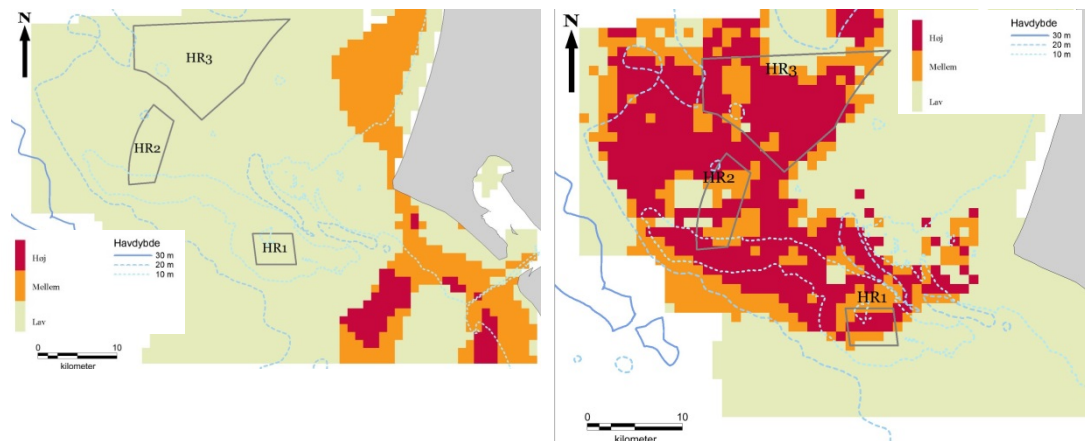 N
HR3
HR2
HR1
Høj
Mellem
Lav
Havdybde
30 m
20 m
10 m
0
10
kilometer
N
HR3
HR2
HR1
Høj
Mellem
Lav
Havdybde
30 m
20 m
10 m
0
10
kilometer